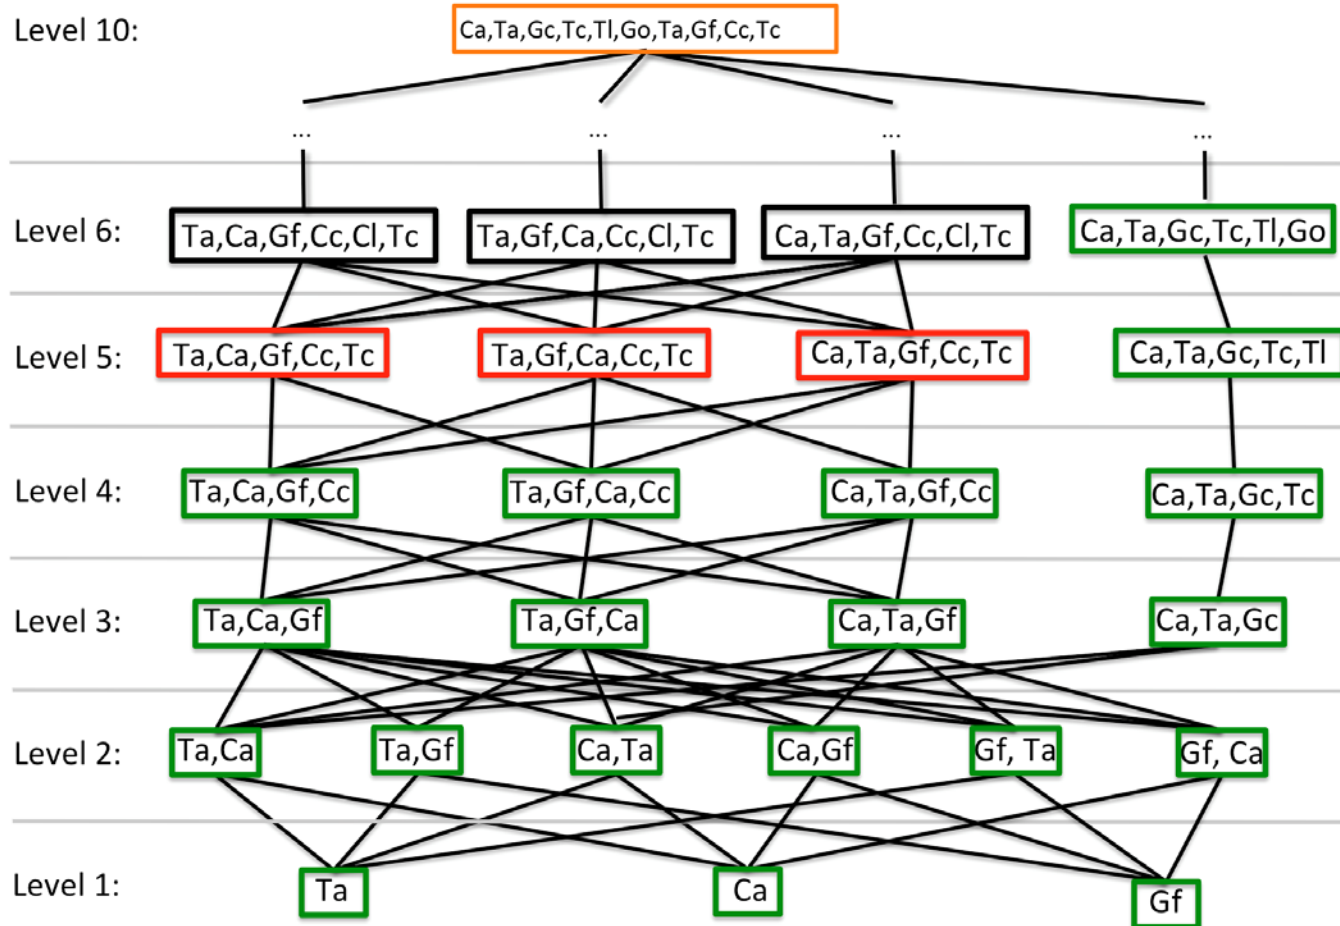 Level 10: Ca,Ta,Gc,Tc,Tl,Go,Ta,Gf,Cc,Tc
... ... ... ...
Level 6: Ta,Ca,Gf,Cc,Cl,Tc Ta,Gf,Ca,Cc,Cl,Tc Ca,Ta,Gf,Cc,Cl,Tc Ca,Ta,Gc,Tc,Tl,Go
Level 5: Ta,Ca,Gf,Cc,Tc Ta,Gf,Ca,Cc,Tc Ca,Ta,Gf,Cc,Tc Ca,Ta,Gc,Tc,Tl
Level 4: Ta,Ca,Gf,Cc Ta,Gf,Ca,Cc Ca,Ta,Gf,Cc Ca,Ta,Gc,Tc
Level 3: Ta,Ca,Gf Ta,Gf,Ca Ca,Ta,Gf Ca,Ta,Gc
Level 2: Ta,Ca Ta,Gf Ca,Ta Ca,Gf Gf, Ta Gf, Ca
Level 1: Ta Ca Gf